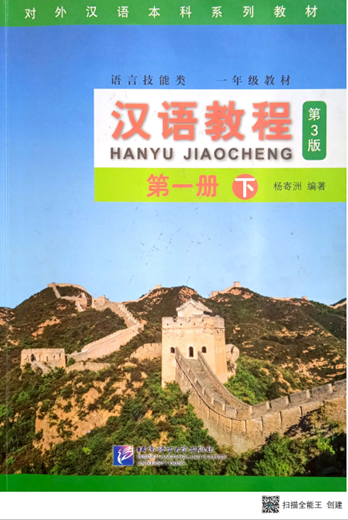 对外汉语本科系列教材
语言技能类 一年级教材
汉语教程
第3版
HANYU JIAOCHENG
第一册 下
杨寄洲 编著
扫描全能王 创建